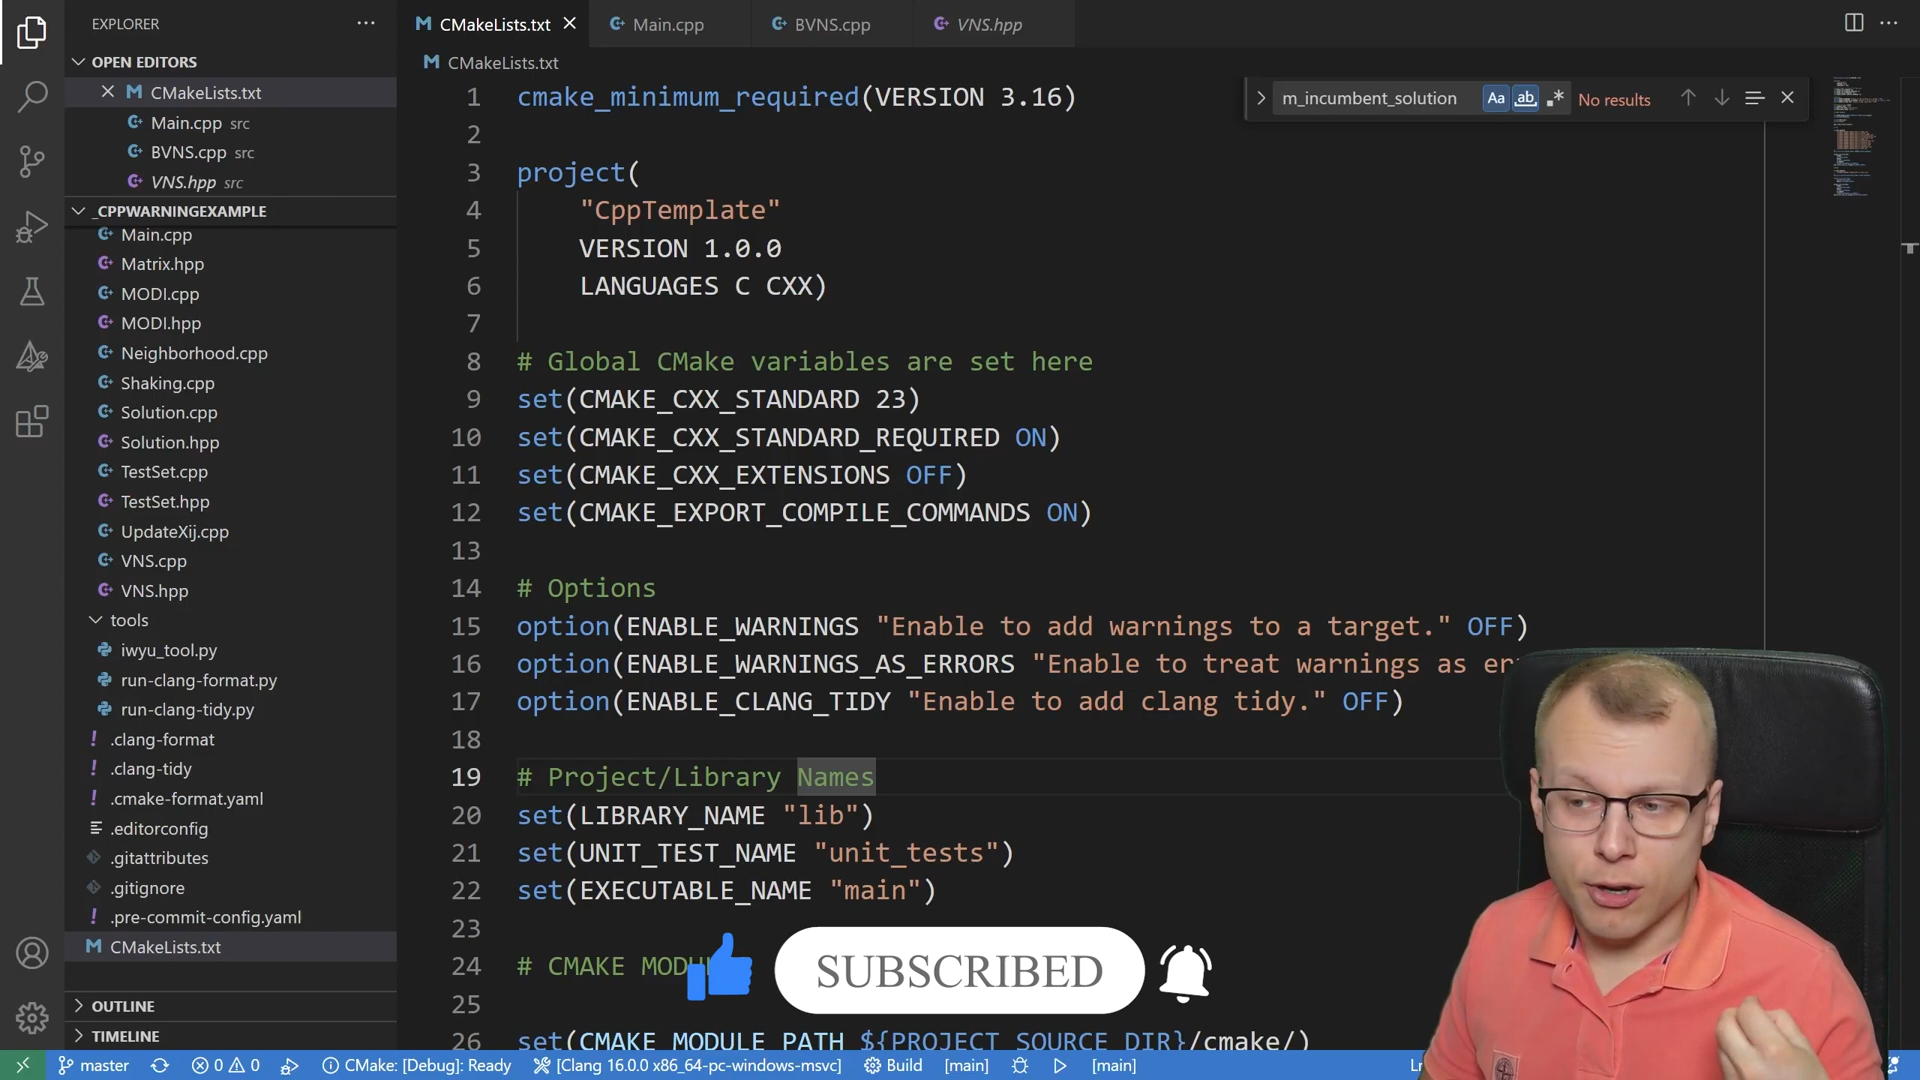 EXPLORER
OPEN EDITORS
CMakeLists.txt
Main.cpp src
BVNS.cpp src
VNS.hpp src
_CPPWARNINGEXAMPLE
Main.cpp
Matrix.hpp
MODI.cpp
MODI.hpp
Neighborhood.cpp
Shaking.cpp
Solution.cpp
Solution.hpp
TestSet.cpp
TestSet.hpp
UpdateXij.cpp
VNS.cpp
VNS.hpp
tools
iwyu_tool.py
run-clang-format.py
run-clang-tidy.py
.clang-format
.clang-tidy
.cmake-format.yaml
.editorconfig
.gitattributes
.gitignore
.pre-commit-config.yaml
CMakeLists.txt
OUTLINE
TIMELINE
CMakeLists.txt Main.cpp BVNS.cpp VNS.hpp
CMakeLists.txt
m_incumbent_solution Aa ab No results
1 cmake_minimum_required(VERSION 3.16)
2
3 project(
4 "CppTemplate"
5 VERSION 1.0.0
6 LANGUAGES C CXX)
7
8 # Global CMake variables are set here
9 set(CMAKE_CXX_STANDARD 23)
10 set(CMAKE_CXX_STANDARD_REQUIRED ON)
11 set(CMAKE_CXX_EXTENSIONS OFF)
12 set(CMAKE_EXPORT_COMPILE_COMMANDS ON)
13
14 # Options
15 option(ENABLE_WARNINGS "Enable to add warnings to a target." OFF)
16 option(ENABLE_WARNINGS_AS_ERRORS "Enable to treat warnings as
17 option(ENABLE_CLANG_TIDY "Enable to add clang tidy." OFF)
18
19 # Project/Library Names
20 set(LIBRARY_NAME "lib")
21 set(UNIT_TEST_NAME "unit_tests")
22 set(EXECUTABLE_NAME "main")
23
24 # CMAKE
25
26 set(CMAKE_MODULE_PATH ${PROJECT_SOURCE_DIR}/cmake/)
SUBSCRIBED
master 0 0 CMake: [Debug]: Ready [Clang 16.0.0 x86_64-pc-windows-msvc] Build [main] [main]